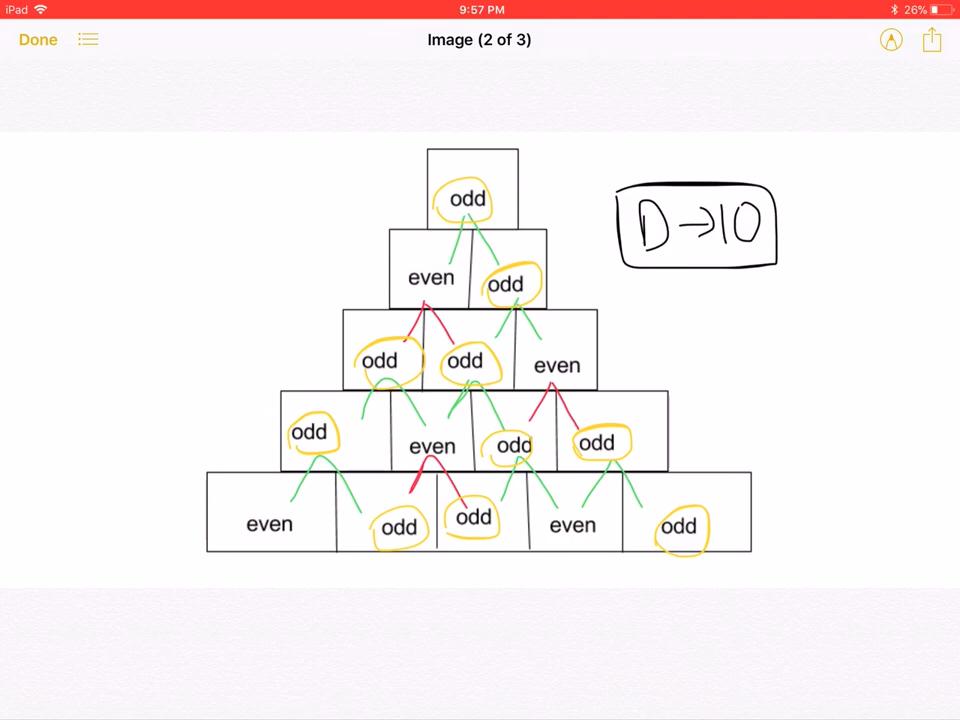 iPad 9:57 PM 26%
Done Image (2 of 3)
odd
D→10
even odd
odd odd even
odd even odd odd
even odd odd even odd